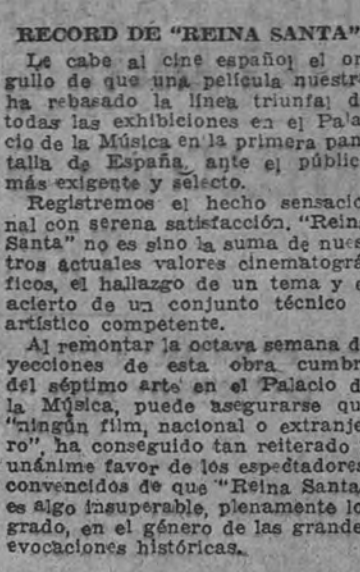 RECORD DE "REINA SANTA"
Le cabe al cine español el or
gullo de que una película nuestr
ha rebasado la línea triunfal d
todas las exhibiciones en el Pala
cio de la Música en la primera pan
talla de España, ante el públic
más exigente y selecto.
Registremos el hecho sensacio
nal con serena satisfacción. "Rein
Santa" no es sino la suma de nues
tros actuales valores cinematográ
ficos, el hallazgo de un tema y e
acierto de un conjunto técnico
artístico competente.
Al remontar la octava semana d
yecciones de esta obra cumbr
del séptimo arte en el Palacio d
la Música, puede asegurarse qu
"ningún film, nacional o extranje
ro", ha conseguido tan reiterado
unánime favor de los espectadores
convencidos de que "Reina Santa
es algo insuperable, plenamente lo
grado, en el género de las grande
evocaciones históricas.